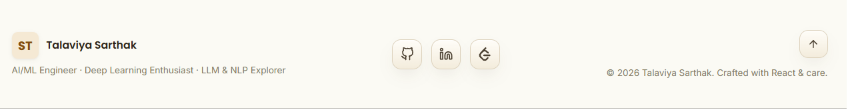 ST Talaviya Sarthak
AI/ML Engineer · Deep Learning Enthusiast · LLM & NLP Explorer
in
© 2026 Talaviya Sarthak. Crafted with React & care.